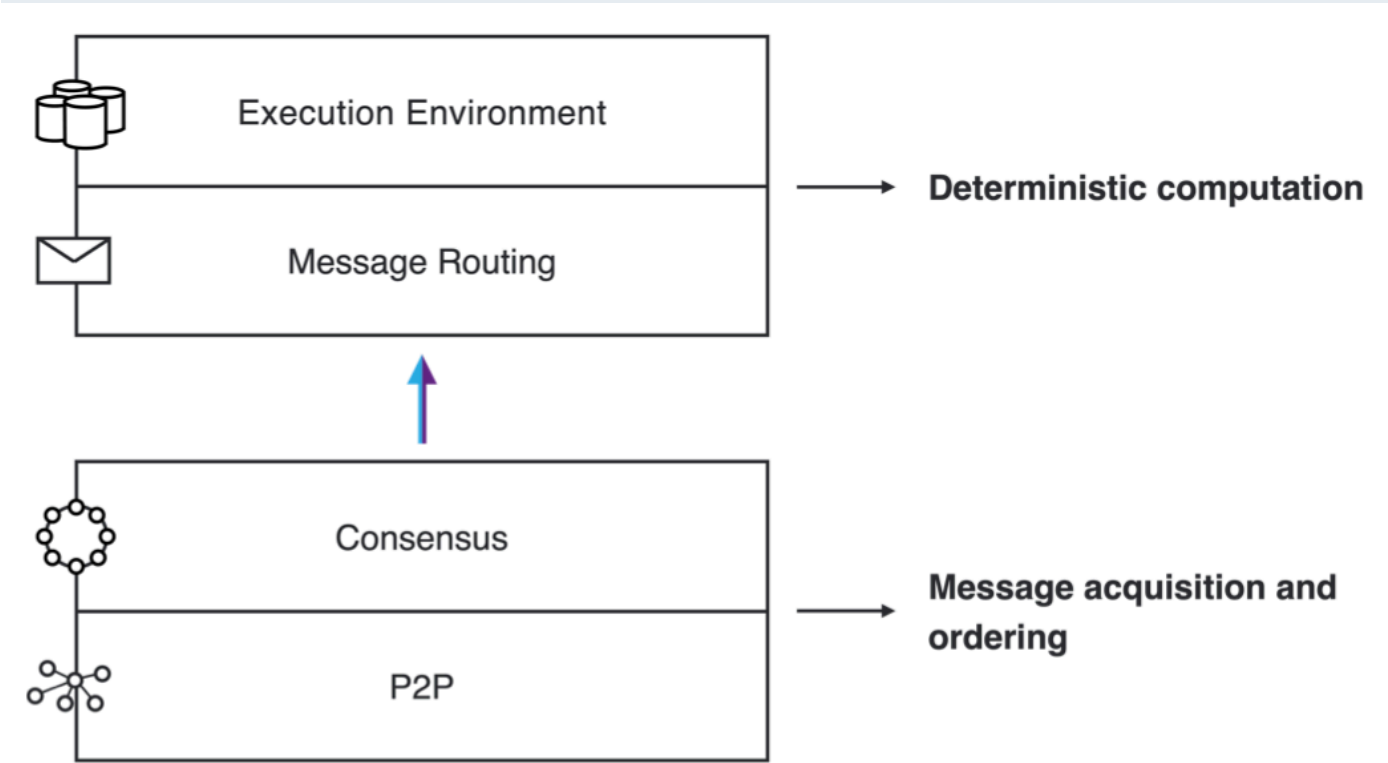 Execution Environment
Deterministic computation
Message Routing
Consensus
Message acquisition and
ordering
P2P